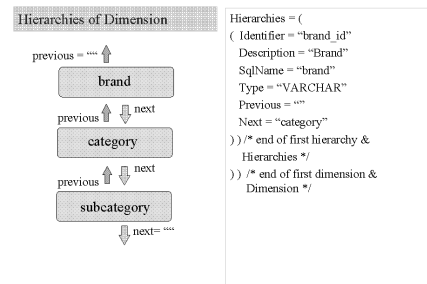 Hierarchies of Dimension
previous = ““
brand
previous
next
category
previous
next
subcategory
next= ““
Hierarchies = (
( Identifier = “brand_id”
Description = “Brand”
SqlName = “brand”
Type = “VARCHAR”
Previous = “”
Next = “category”
) ) /* end of first hierarchy &
Hierarchies */
) ) /* end of first dimension &
Dimension */